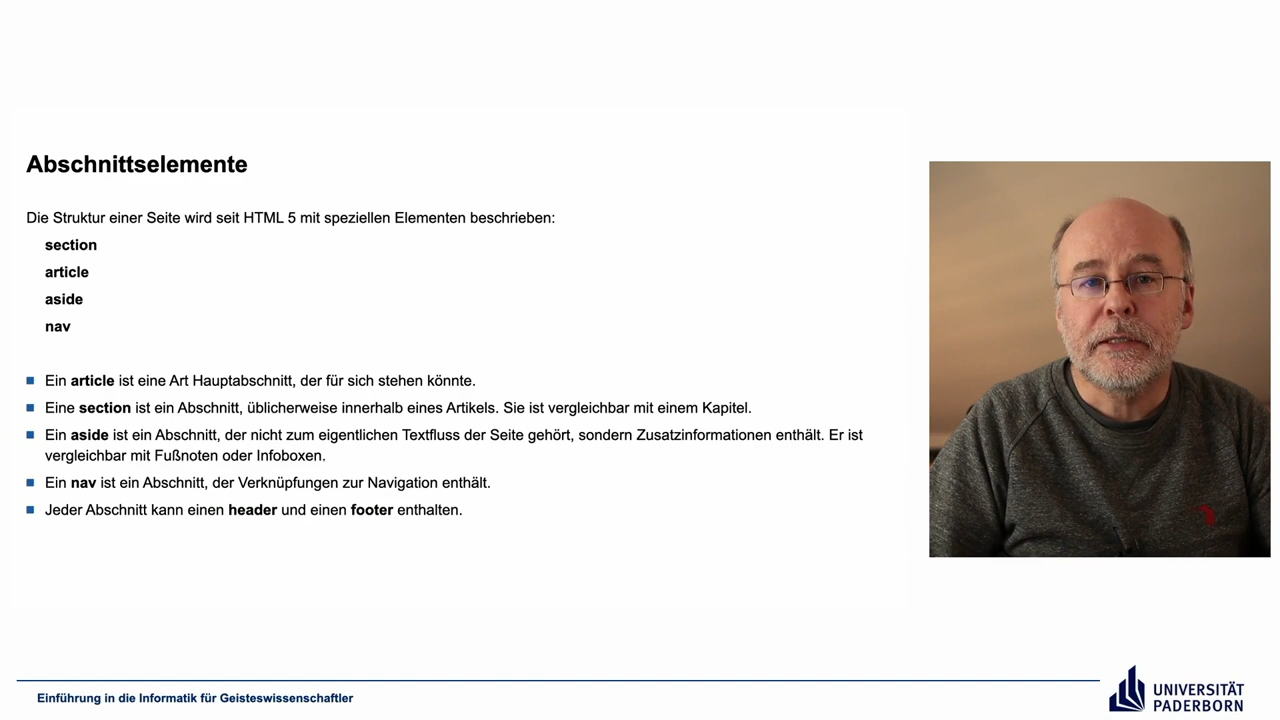 Abschnittselemente
Die Struktur einer Seite wird seit HTML 5 mit speziellen Elementen beschrieben:
section
article
aside
nav
Ein article ist eine Art Hauptabschnitt, der für sich stehen könnte.
Eine section ist ein Abschnitt, üblicherweise innerhalb eines Artikels. Sie ist vergleichbar mit einem Kapitel.
Ein aside ist ein Abschnitt, der nicht zum eigentlichen Textfluss der Seite gehört, sondern Zusatzinformationen enthält. Er ist
vergleichbar mit Fußnoten oder Infoboxen.
Ein nav ist ein Abschnitt, der Verknüpfungen zur Navigation enthält.
Jeder Abschnitt kann einen header und einen footer enthalten.
Einführung in die Informatik für Geisteswissenschaftler
UNIVERSITÄT
PADERBORN